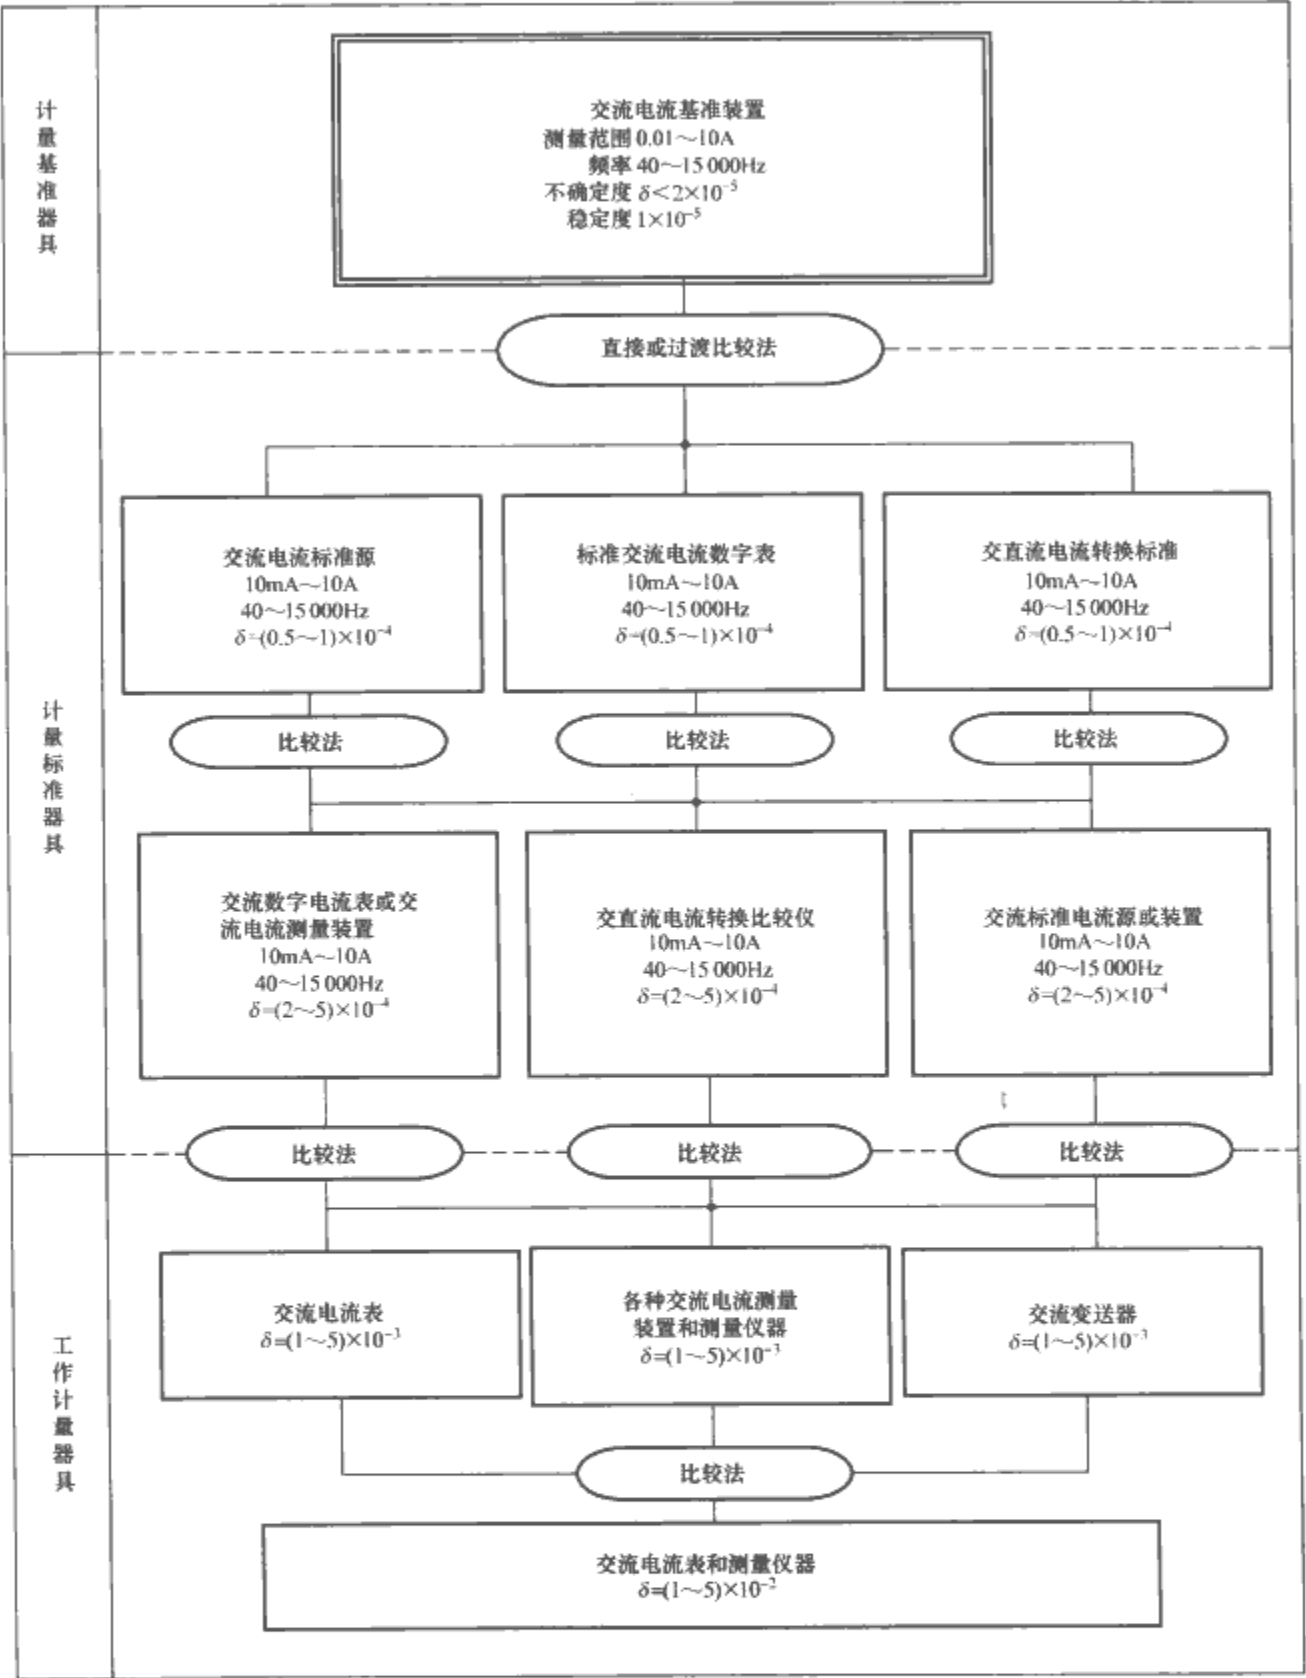 计量基准器具
交流电流基准装置
测量范围 0.01～10A
频率 40～15 000Hz
不确定度 δ＜2×10⁻⁵
稳定度 1×10⁻⁵
直接或过渡比较法
计量标准器具
交流电流标准源
10mA～10A
40～15 000Hz
δ=(0.5～1)×10⁻⁴
标准交流电流数字表
10mA～10A
40～15 000Hz
δ=(0.5～1)×10⁻⁴
交直流电流转换标准
10mA～10A
40～15 000Hz
δ=(0.5～1)×10⁻⁴
比较法
比较法
比较法
交流数字电流表或交
流电流测量装置
10mA～10A
40～15 000Hz
δ=(2～5)×10⁻⁴
交直流电流转换比较仪
10mA～10A
40～15 000Hz
δ=(2～5)×10⁻⁴
交流标准电流源或装置
10mA～10A
40～15 000Hz
δ=(2～5)×10⁻⁴
比较法
比较法
比较法
工作计量器具
交流电流表
δ=(1～5)×10⁻³
各种交流电流测量
装置和测量仪器
δ=(1～5)×10⁻³
交流变送器
δ=(1～5)×10⁻³
比较法
交流电流表和测量仪器
δ=(1～5)×10⁻²